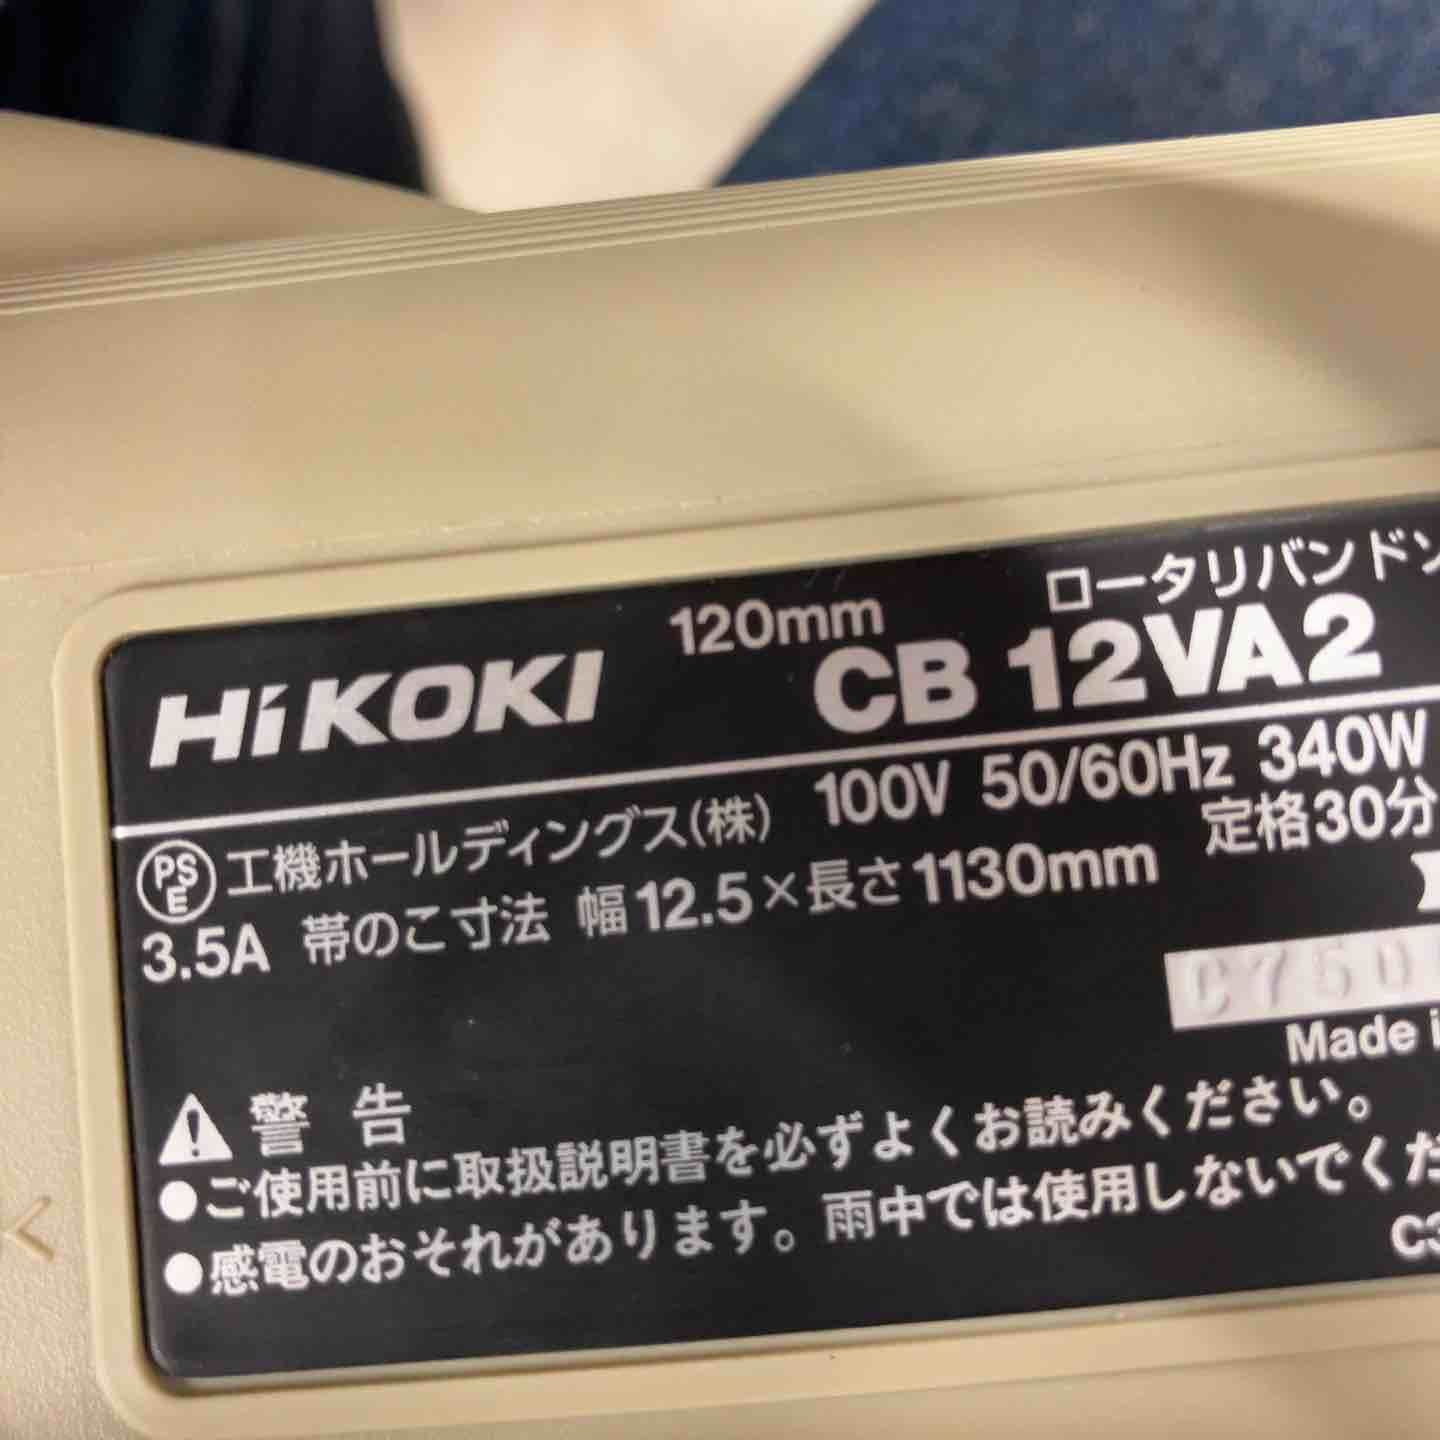 120mm ロータリバンドソ
HiKOKI CB 12VA2
PSE 工機ホールディングス(株) 100V 50/60Hz 340W
3.5A 帯のこ寸法 幅12.5×長さ1130mm 定格30分
C750
Made i
⚠ 警 告
●ご使用前に取扱説明書を必ずよくお読みください。
●感電のおそれがあります。雨中では使用しないでくだ
C3